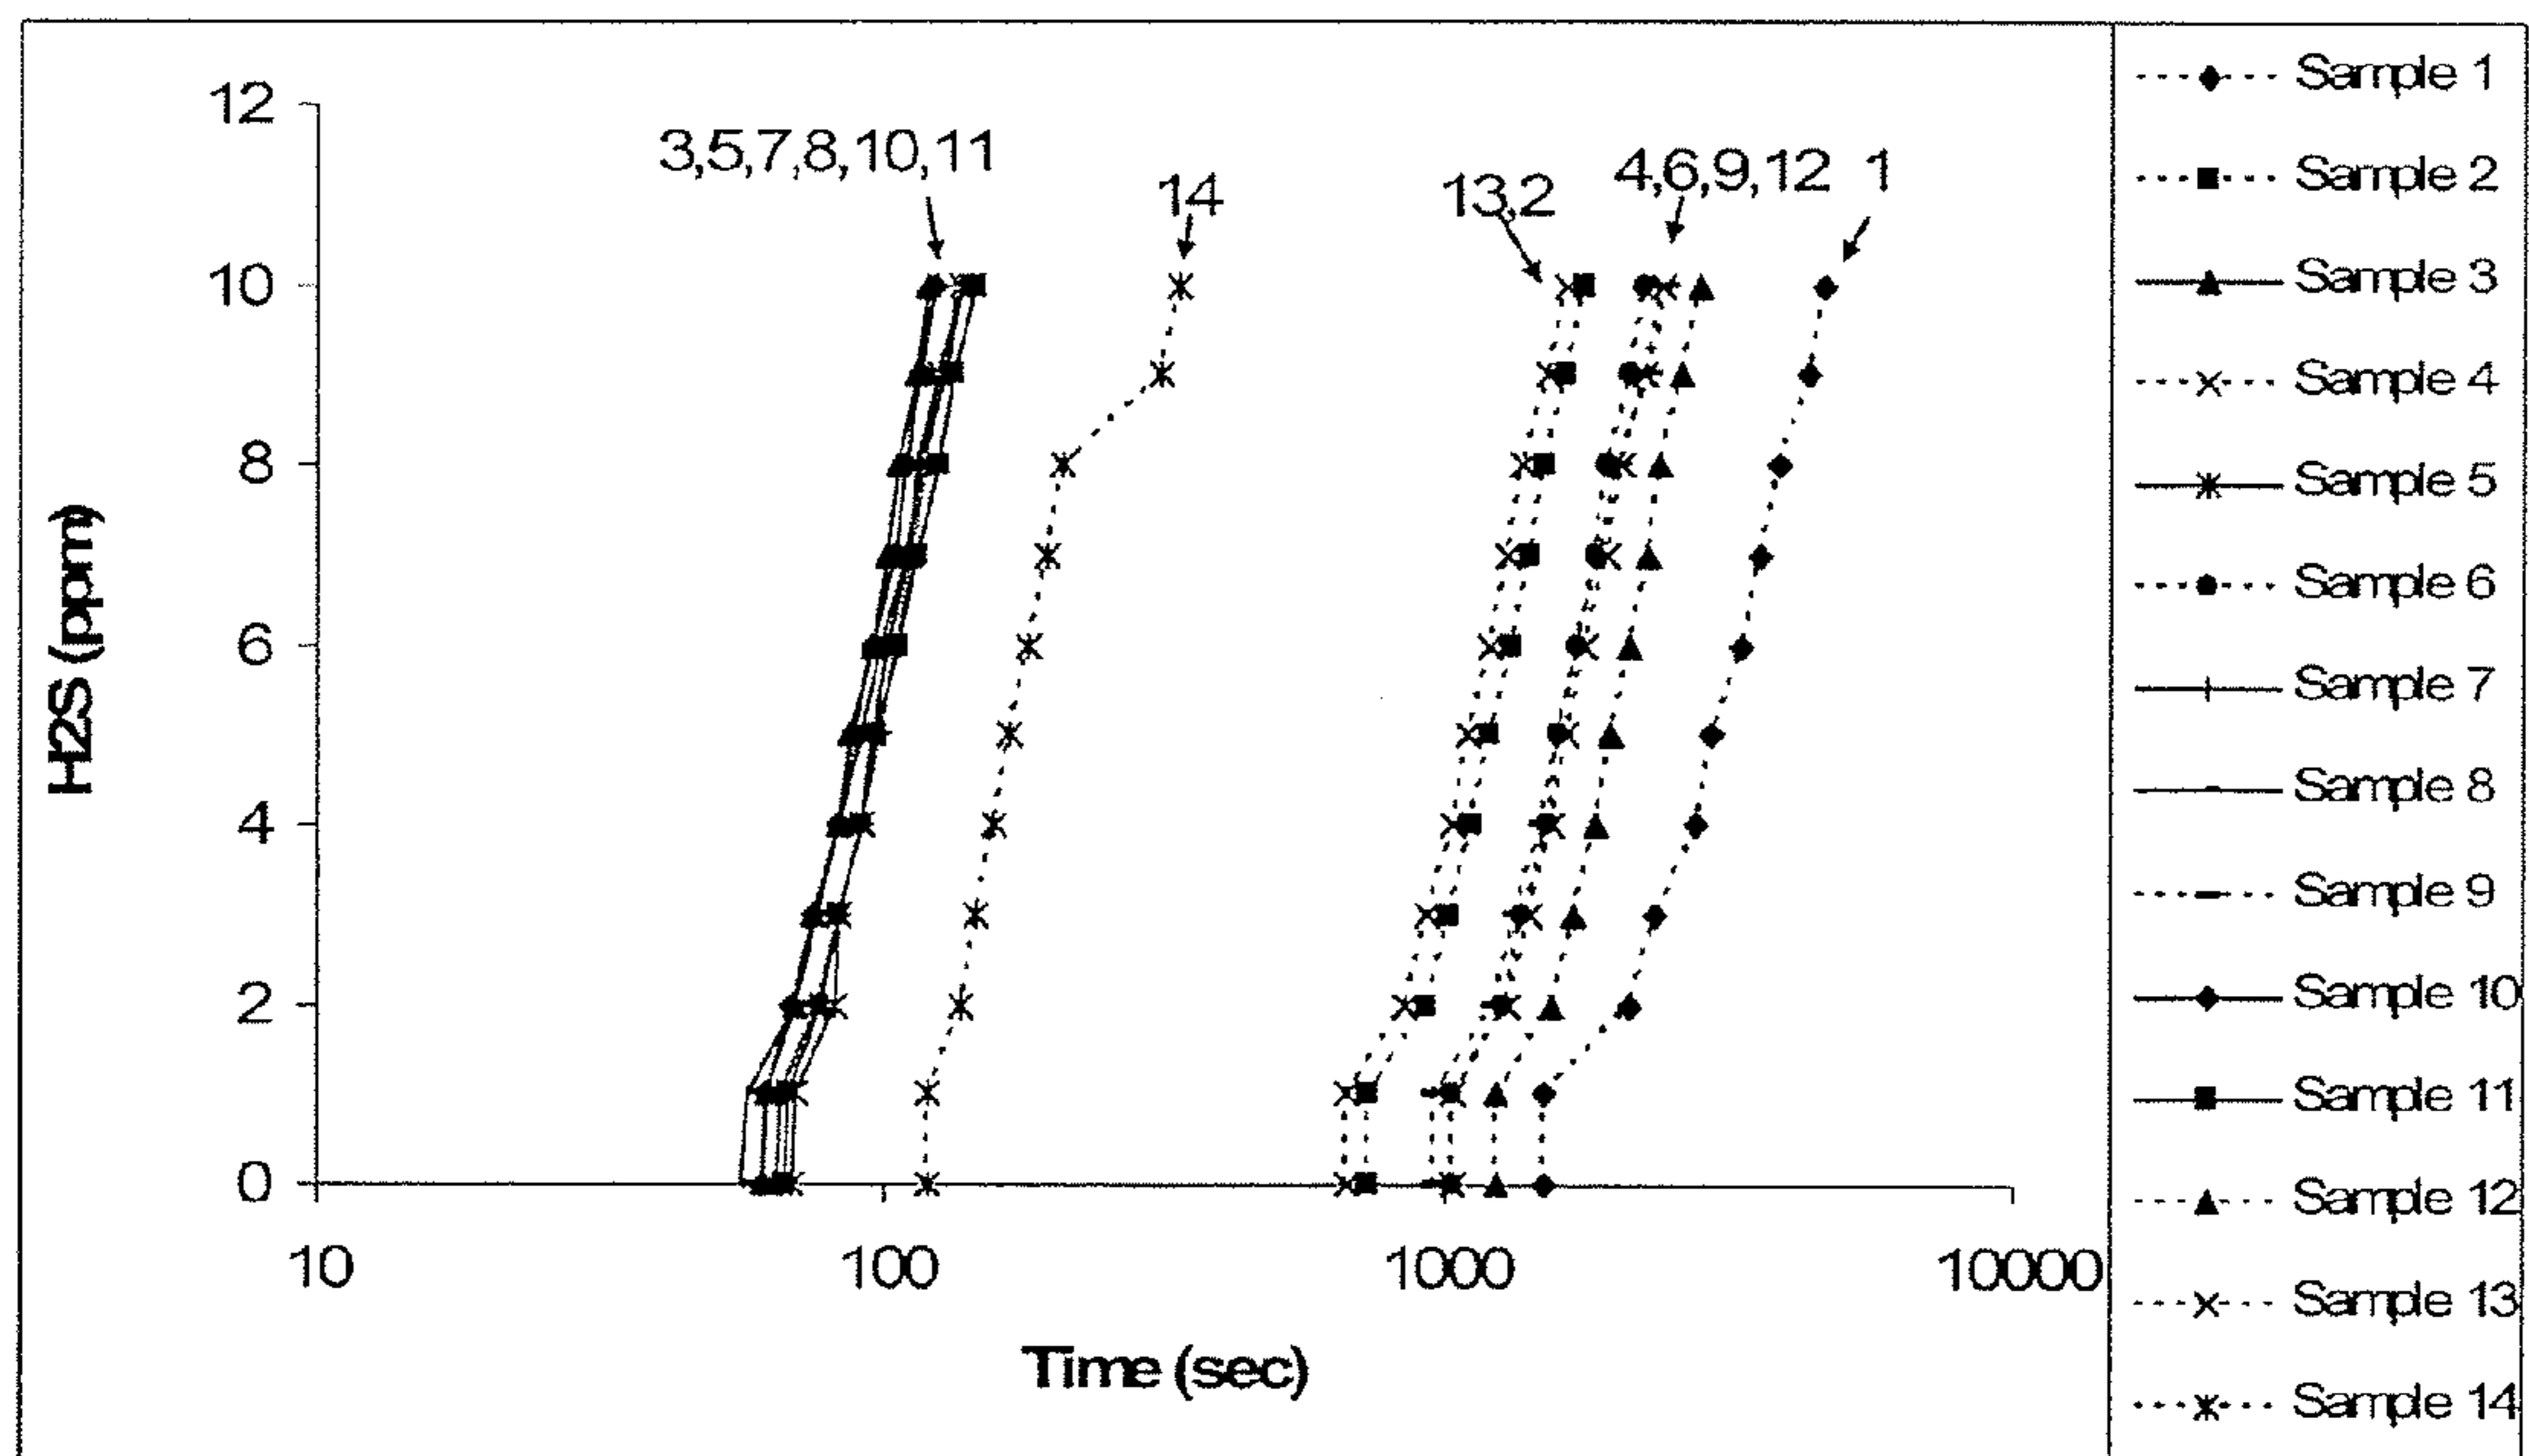 12
3,5,7,8,10,11
14
13,2
4,6,9,12
1
10
8
6
4
2
0
H2S (ppm)
10
100
1000
10000
Time (sec)
Sample 1
Sample 2
Sample 3
Sample 4
Sample 5
Sample 6
Sample 7
Sample 8
Sample 9
Sample 10
Sample 11
Sample 12
Sample 13
Sample 14